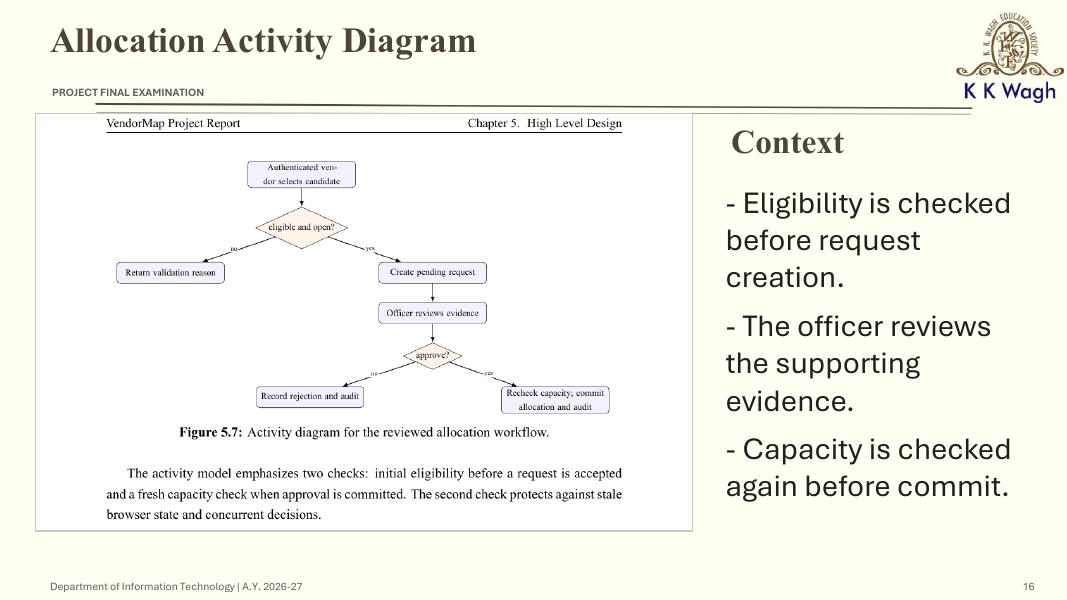 Allocation Activity Diagram
PROJECT FINAL EXAMINATION
K. K. WAGH EDUCATION SOCIETY
K K Wagh
VendorMap Project Report
Chapter 5. High Level Design
Authenticated ven-
dor selects candidate
eligible and open?
no
yes
Return validation reason
Create pending request
Officer reviews evidence
approve?
no
yes
Record rejection and audit
Recheck capacity; commit
allocation and audit
Figure 5.7: Activity diagram for the reviewed allocation workflow.
The activity model emphasizes two checks: initial eligibility before a request is accepted
and a fresh capacity check when approval is committed. The second check protects against stale
browser state and concurrent decisions.
Context
- Eligibility is checked
before request
creation.
- The officer reviews
the supporting
evidence.
- Capacity is checked
again before commit.
Department of Information Technology | A.Y. 2026-27
16